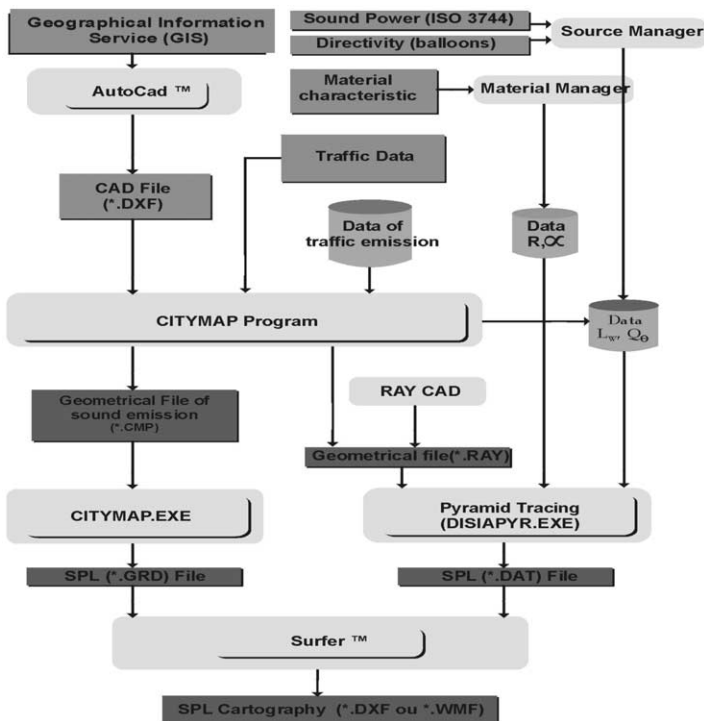 Geographical Information
Service (GIS)
Sound Power (ISO 3744)
Directivity (balloons)
Source Manager
AutoCad ™
Material
characteristic
Material Manager
Traffic Data
CAD File
(*.DXF)
Data of
traffic emission
Data
R,∝
CITYMAP Program
Data
Lw, QΘ
Geometrical File of
sound emission
(*.CMP)
RAY CAD
Geometrical file(*.RAY)
CITYMAP.EXE
Pyramid Tracing
(DISIAPYR.EXE)
SPL (*.GRD) File
SPL (*.DAT) File
Surfer ™
SPL Cartography (*.DXF ou *.WMF)